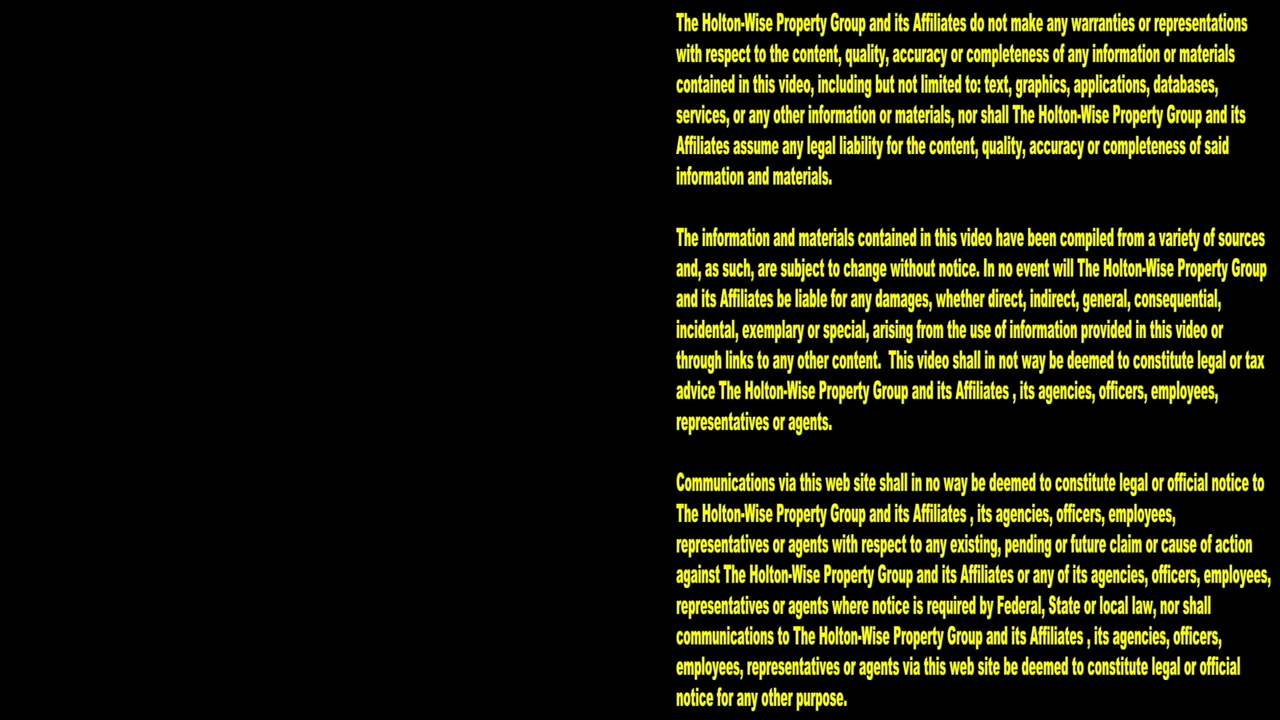 The Holton-Wise Property Group and its Affiliates do not make any warranties or representations
with respect to the content, quality, accuracy or completeness of any information or materials
contained in this video, including but not limited to: text, graphics, applications, databases,
services, or any other information or materials, nor shall The Holton-Wise Property Group and its
Affiliates assume any legal liability for the content, quality, accuracy or completeness of said
information and materials.
The information and materials contained in this video have been compiled from a variety of sources
and, as such, are subject to change without notice. In no event will The Holton-Wise Property Group
and its Affiliates be liable for any damages, whether direct, indirect, general, consequential,
incidental, exemplary or special, arising from the use of information provided in this video or
through links to any other content.  This video shall in not way be deemed to constitute legal or tax
advice The Holton-Wise Property Group and its Affiliates , its agencies, officers, employees,
representatives or agents.
Communications via this web site shall in no way be deemed to constitute legal or official notice to
The Holton-Wise Property Group and its Affiliates , its agencies, officers, employees,
representatives or agents with respect to any existing, pending or future claim or cause of action
against The Holton-Wise Property Group and its Affiliates or any of its agencies, officers, employees,
representatives or agents where notice is required by Federal, State or local law, nor shall
communications to The Holton-Wise Property Group and its Affiliates , its agencies, officers,
employees, representatives or agents via this web site be deemed to constitute legal or official
notice for any other purpose.